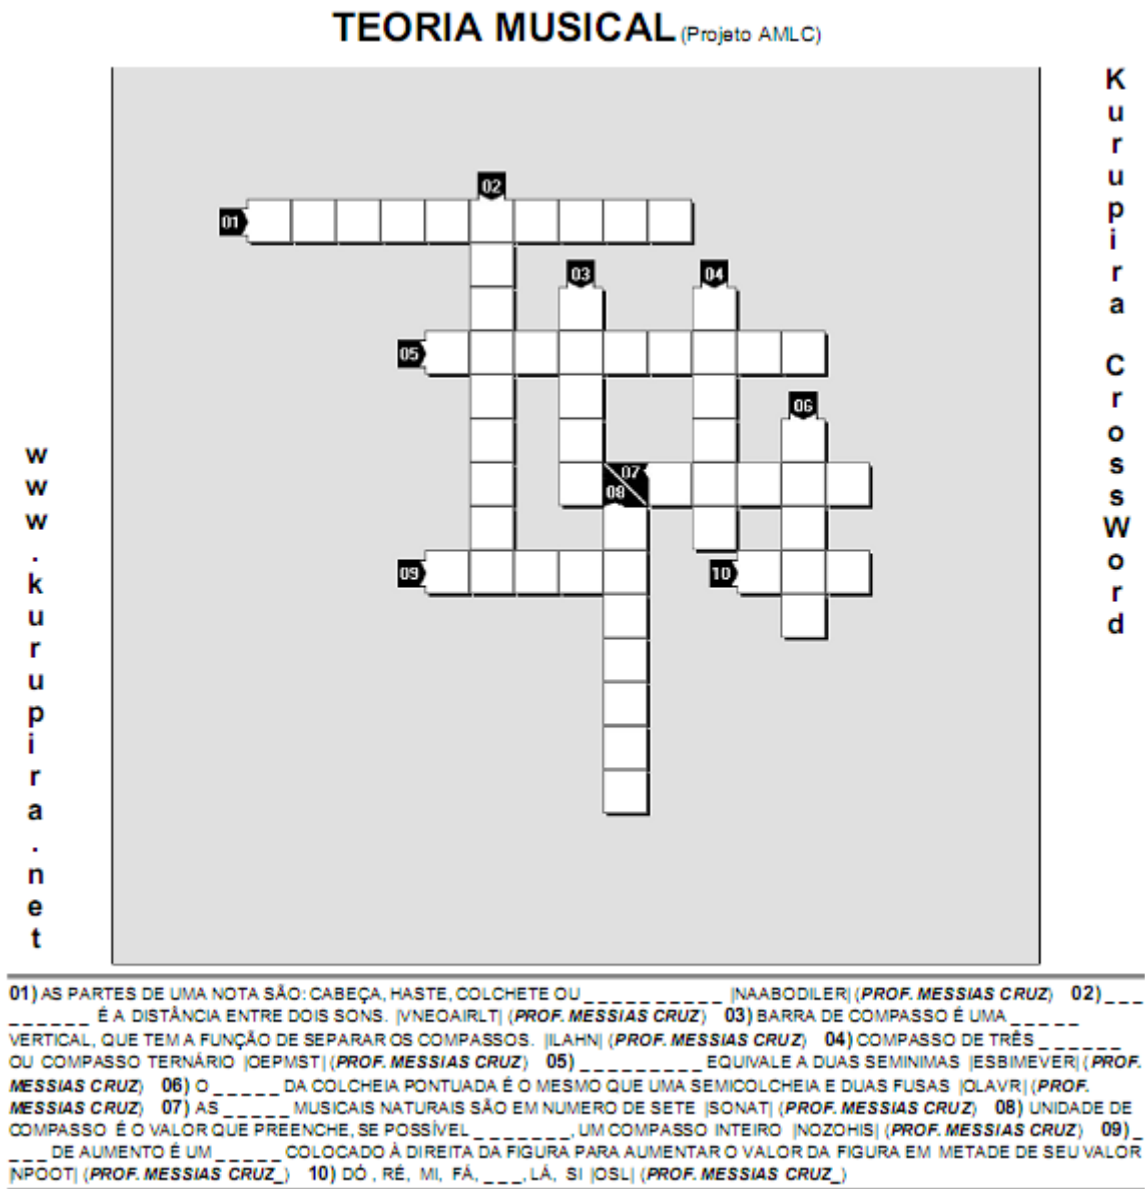 TEORIA MUSICAL (Projeto AMLC)
Kurupira CrossWord
02
01
03
04
05
06
07
08
09
10
www.kurupira.net
01) AS PARTES DE UMA NOTA SÃO: CABEÇA, HASTE, COLCHETE OU _ _ _ _ _ _ _ _ _ _ |NAABODILER| (PROF. MESSIAS CRUZ) 02) _ _ _
_ _ _ _ _ _ É A DISTÂNCIA ENTRE DOIS SONS. |VNEOAIRLT| (PROF. MESSIAS CRUZ) 03) BARRA DE COMPASSO É UMA _ _ _ _ _
VERTICAL, QUE TEM A FUNÇÃO DE SEPARAR OS COMPASSOS. |ILAHN| (PROF. MESSIAS CRUZ) 04) COMPASSO DE TRÊS _ _ _ _ _ _
OU COMPASSO TERNÁRIO |OEPMST| (PROF. MESSIAS CRUZ) 05) _ _ _ _ _ _ _ _ _ EQUIVALE A DUAS SEMINIMAS |ESBIMEVER| (PROF.
MESSIAS CRUZ) 06) O _ _ _ _ _ DA COLCHEIA PONTUADA É O MESMO QUE UMA SEMICOLCHEIA E DUAS FUSAS |OLAVR| (PROF.
MESSIAS CRUZ) 07) AS _ _ _ _ _ MUSICAIS NATURAIS SÃO EM NUMERO DE SETE |SONAT| (PROF. MESSIAS CRUZ) 08) UNIDADE DE
COMPASSO É O VALOR QUE PREENCHE, SE POSSÍVEL _ _ _ _ _ _ _, UM COMPASSO INTEIRO |NOZOHIS| (PROF. MESSIAS CRUZ) 09) _
_ _ _ DE AUMENTO É UM _ _ _ _ _ COLOCADO À DIREITA DA FIGURA PARA AUMENTAR O VALOR DA FIGURA EM METADE DE SEU VALOR
|NPOOT| (PROF. MESSIAS CRUZ_) 10) DÓ , RÉ, MI, FÁ, _ _ _, LÁ, SI |OSL| (PROF. MESSIAS CRUZ_)